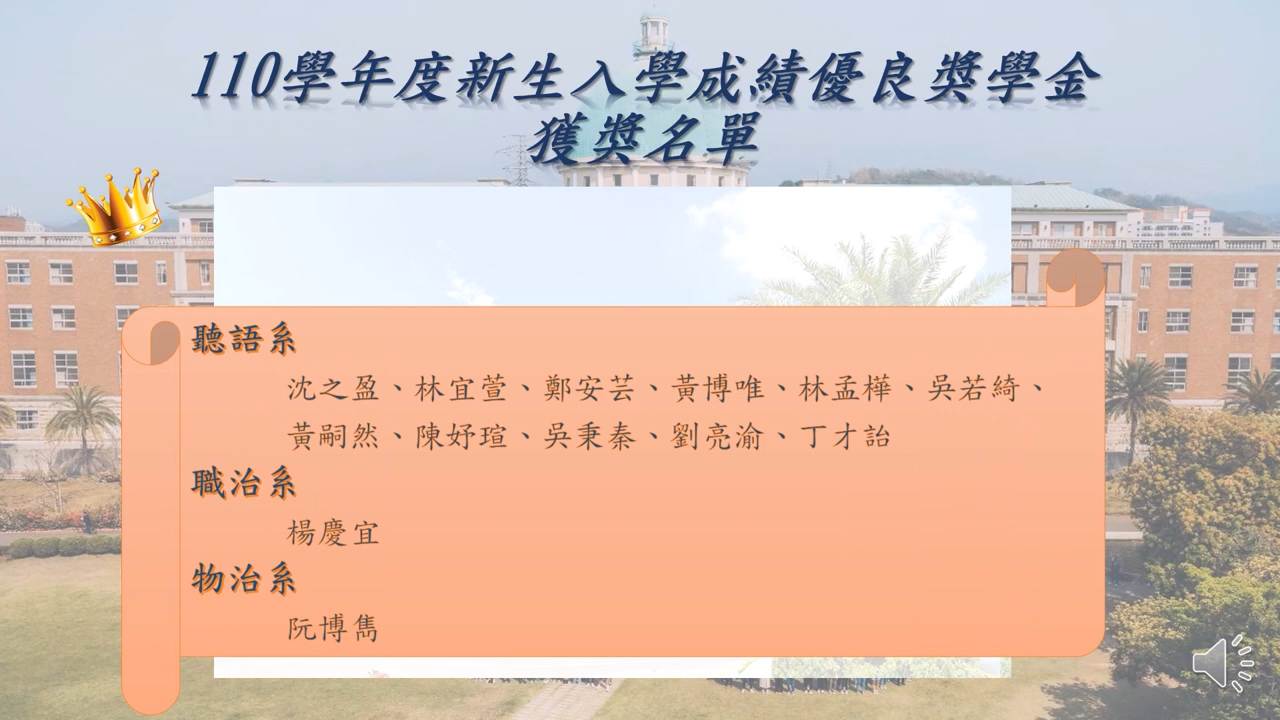 110學年度新生入學成績優良獎學金
獲獎名單
聽語系
沈之盈、林宜萱、鄭安芸、黃博唯、林孟樺、吳若綺、
黃嗣然、陳妤瑄、吳秉秦、劉亮渝、丁才詒
職治系
楊慶宜
物治系
阮博雋